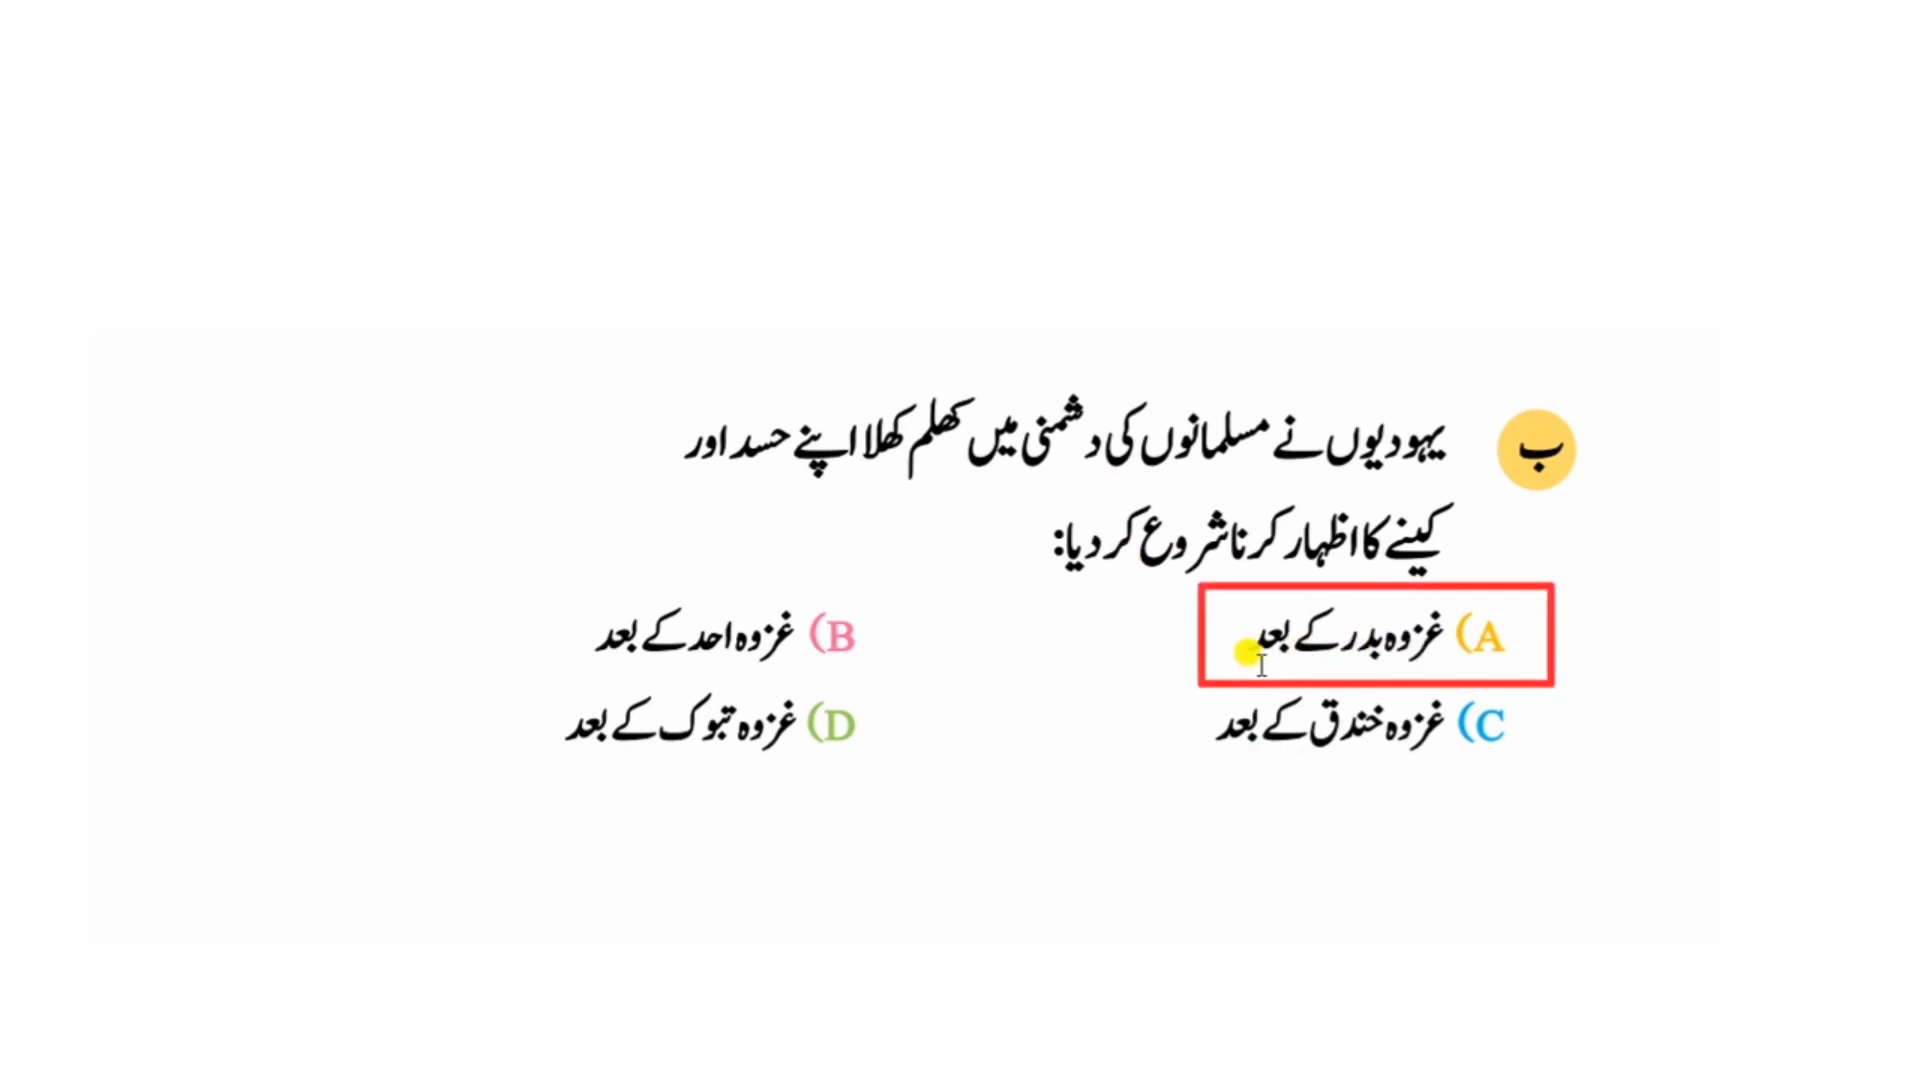 ب یہودیوں نے مسلمانوں کی دشمنی میں کھلم کھلا اپنے حسد اور
کینے کا اظہار کرنا شروع کر دیا:
A) غزوہ بدر کے بعد B) غزوہ احد کے بعد
C) غزوہ خندق کے بعد D) غزوہ تبوک کے بعد